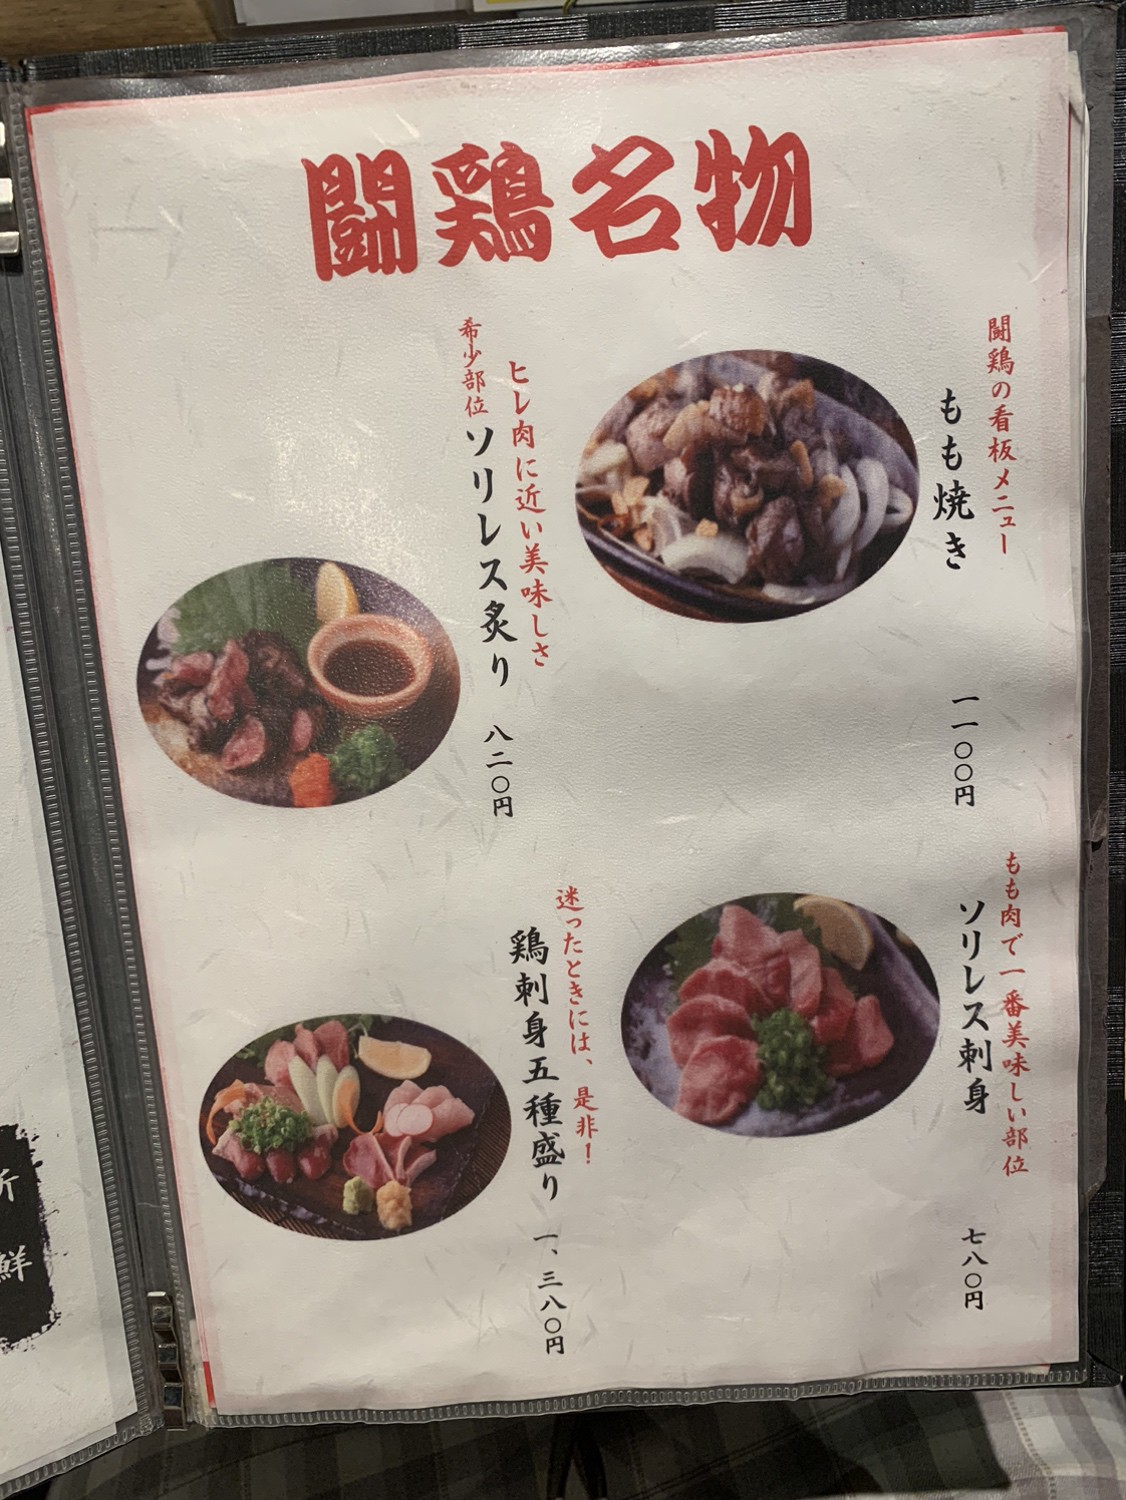 闘鶏名物
闘鶏の看板メニュー
もも焼き
一一〇〇円
ヒレ肉に近い美味しさ
希少部位 ソリレス炙り 八二〇円
もも肉で一番美味しい部位
ソリレス刺身
七八〇円
迷ったときには、是非！
鶏刺身五種盛り 一、三八〇円
鮮